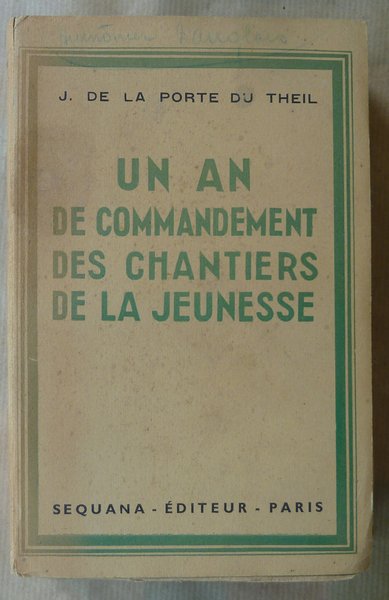 J. DE LA PORTE DU THEIL
UN AN
DE COMMANDEMENT
DES CHANTIERS
DE LA JEUNESSE
SEQUANA - ÉDITEUR - PARIS